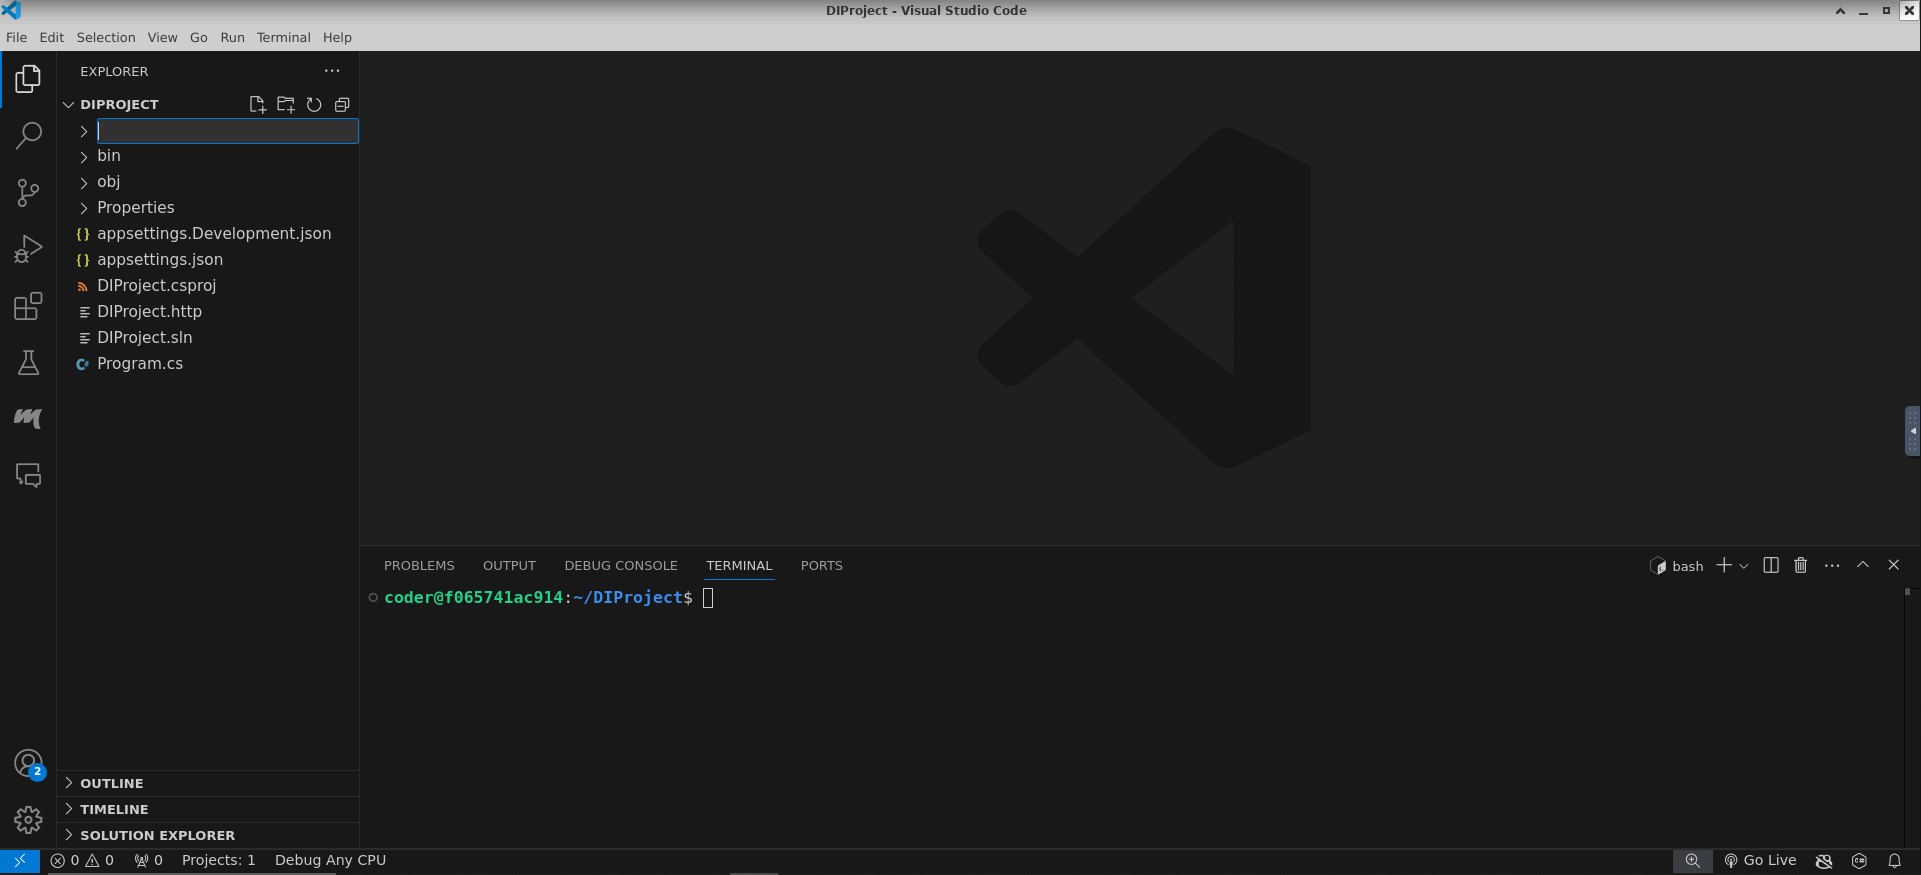 DIProject - Visual Studio Code
File Edit Selection View Go Run Terminal Help
EXPLORER
DIPROJECT
bin
obj
Properties
{} appsettings.Development.json
{} appsettings.json
DIProject.csproj
DIProject.http
DIProject.sln
C# Program.cs
PROBLEMS OUTPUT DEBUG CONSOLE TERMINAL PORTS
bash
coder@f065741ac914:~/DIProject$
2
OUTLINE
TIMELINE
SOLUTION EXPLORER
0 0 0 Projects: 1 Debug Any CPU
Go Live